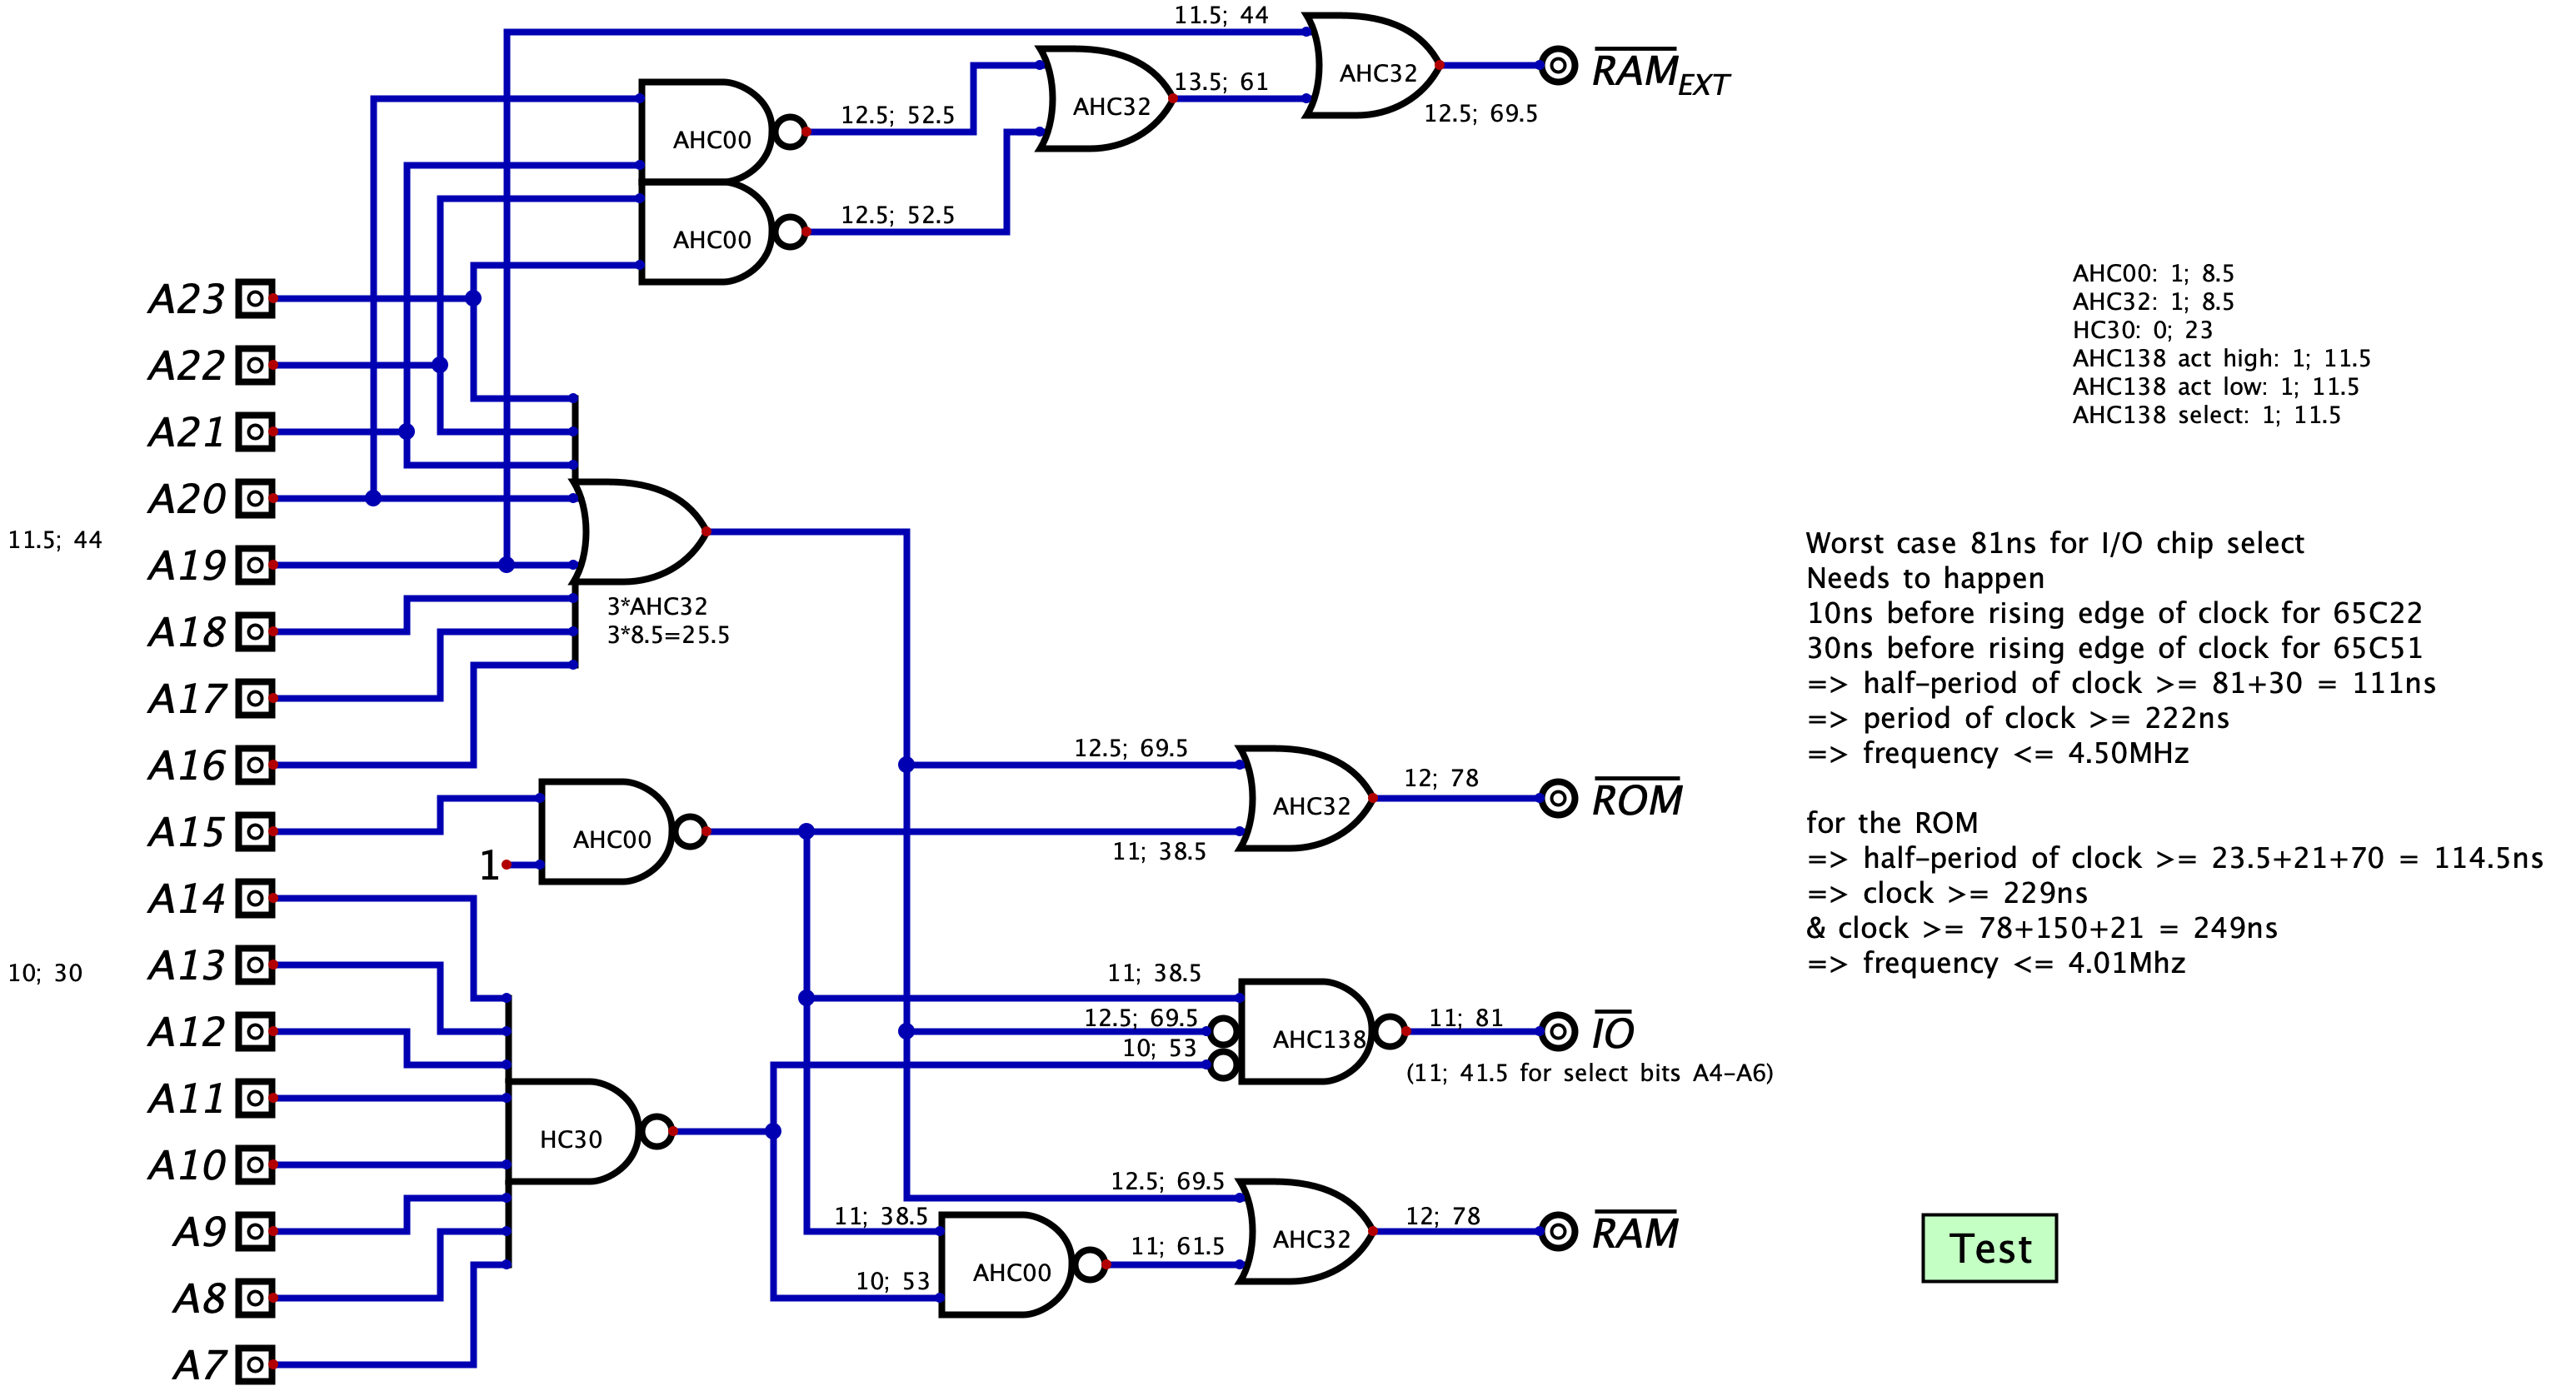 11.5; 44
AHC32
RAM EXT
12.5; 69.5
AHC32
13.5; 61
AHC00
12.5; 52.5
AHC00
12.5; 52.5
A23
A22
A21
A20
11.5; 44
A19
A18
A17
A16
3*AHC32
3*8.5=25.5
A15
1
AHC00
A14
10; 30
A13
A12
A11
A10
A9
A8
A7
HC30
12.5; 69.5
11; 38.5
AHC32
12; 78
ROM
11; 38.5
12.5; 69.5
10; 53
AHC138
11; 81
IO
(11; 41.5 for select bits A4-A6)
12.5; 69.5
11; 38.5
10; 53
AHC00
11; 61.5
AHC32
12; 78
RAM
AHC00: 1; 8.5
AHC32: 1; 8.5
HC30: 0; 23
AHC138 act high: 1; 11.5
AHC138 act low: 1; 11.5
AHC138 select: 1; 11.5
Worst case 81ns for I/O chip select
Needs to happen
10ns before rising edge of clock for 65C22
30ns before rising edge of clock for 65C51
=> half-period of clock >= 81+30 = 111ns
=> period of clock >= 222ns
=> frequency <= 4.50MHz
for the ROM
=> half-period of clock >= 23.5+21+70 = 114.5ns
=> clock >= 229ns
& clock >= 78+150+21 = 249ns
=> frequency <= 4.01Mhz
Test